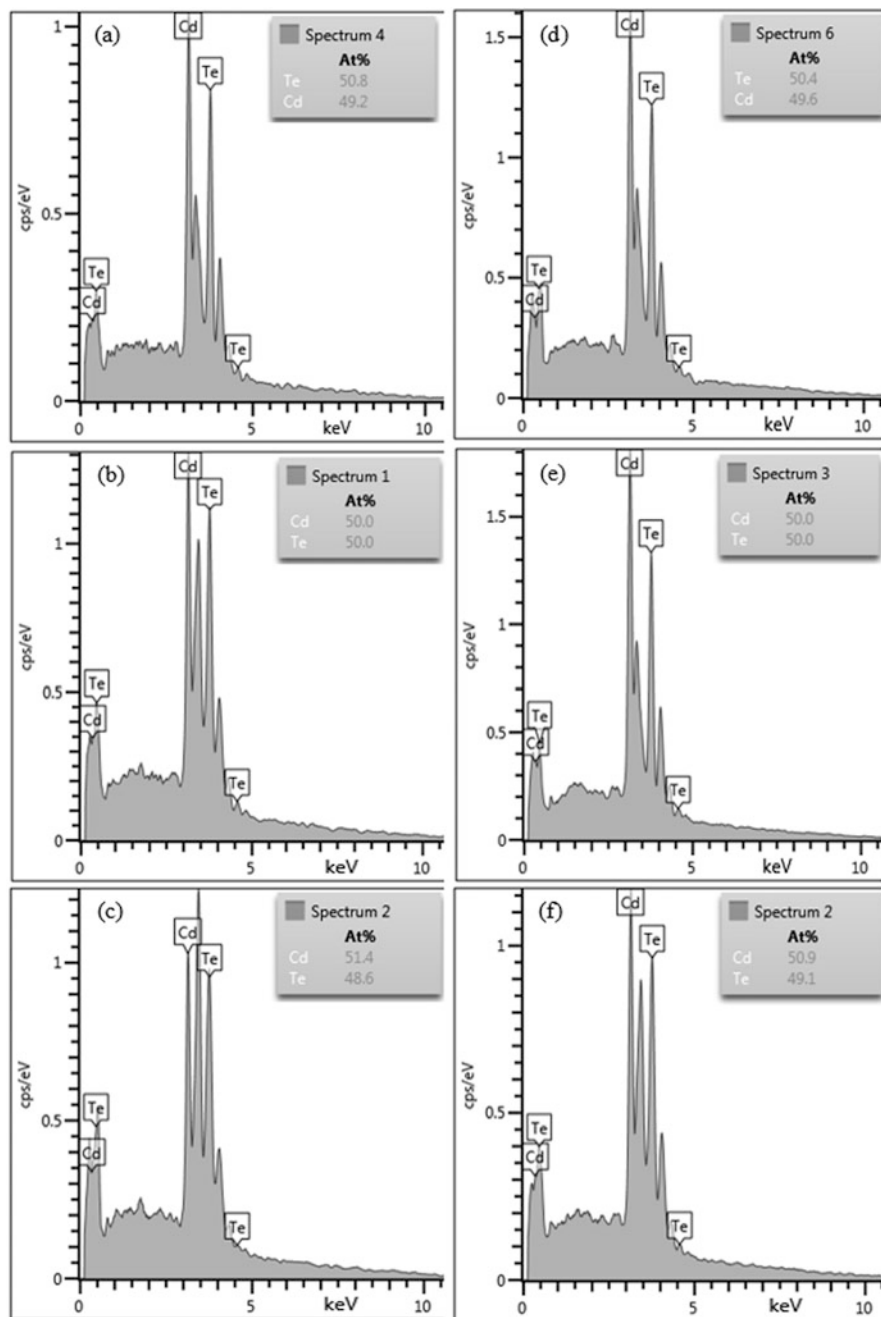 (a)
Spectrum 4
At%
Te 50.8
Cd 49.2
Cd
Te
Te
Cd
Te
1
0.5
0
cps/eV
5
keV
10
(d)
Spectrum 6
At%
Te 50.4
Cd 49.6
Cd
Te
Te
Cd
Te
1.5
1
0.5
0
cps/eV
5
keV
10
(b)
Spectrum 1
At%
Cd 50.0
Te 50.0
Cd
Te
Te
Cd
Te
1
0.5
0
cps/eV
0
5
keV
10
(e)
Spectrum 3
At%
Cd 50.0
Te 50.0
Cd
Te
Te
Cd
Te
1.5
1
0.5
0
cps/eV
0
5
keV
10
(c)
Spectrum 2
At%
Cd 51.4
Te 48.6
Cd
Te
Te
Cd
Te
1
0.5
0
cps/eV
0
5
keV
10
(f)
Spectrum 2
At%
Cd 50.9
Te 49.1
Cd
Te
Te
Cd
Te
1
0.5
0
cps/eV
0
5
keV
10